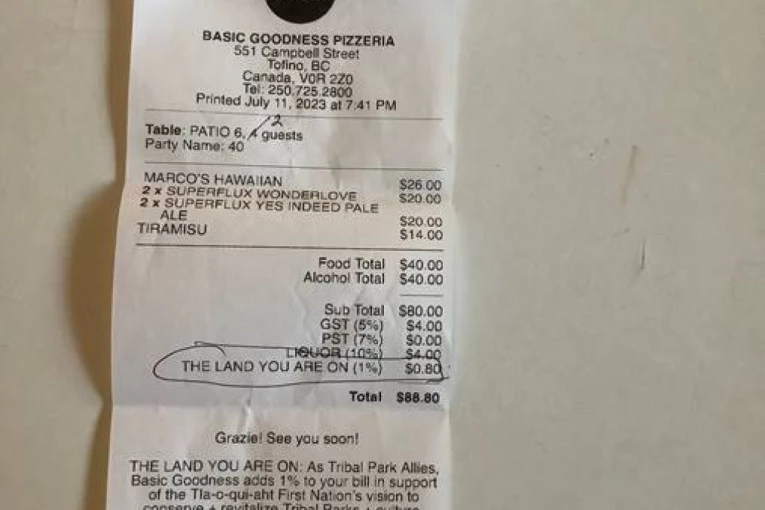 BASIC GOODNESS PIZZERIA
551 Campbell Street
Tofino, BC
Canada, V0R 2Z0
Tel: 250.725.2800
Printed July 11, 2023 at 7:41 PM
2
Table: PATIO 6, 4 guests
Party Name: 40
MARCO'S HAWAIIAN $26.00
2 x SUPERFLUX WONDERLOVE $20.00
2 x SUPERFLUX YES INDEED PALE
ALE $20.00
TIRAMISU $14.00
Food Total $40.00
Alcohol Total $40.00
Sub Total $80.00
GST (5%) $4.00
PST (7%) $0.00
LIQUOR (10%) $4.00
THE LAND YOU ARE ON (1%) $0.80
Total $88.80
Grazie! See you soon!
THE LAND YOU ARE ON: As Tribal Park Allies,
Basic Goodness adds 1% to your bill in support
of the Tla-o-qui-aht First Nation's vision to
conserve + revitalize Tribal Parks + culture